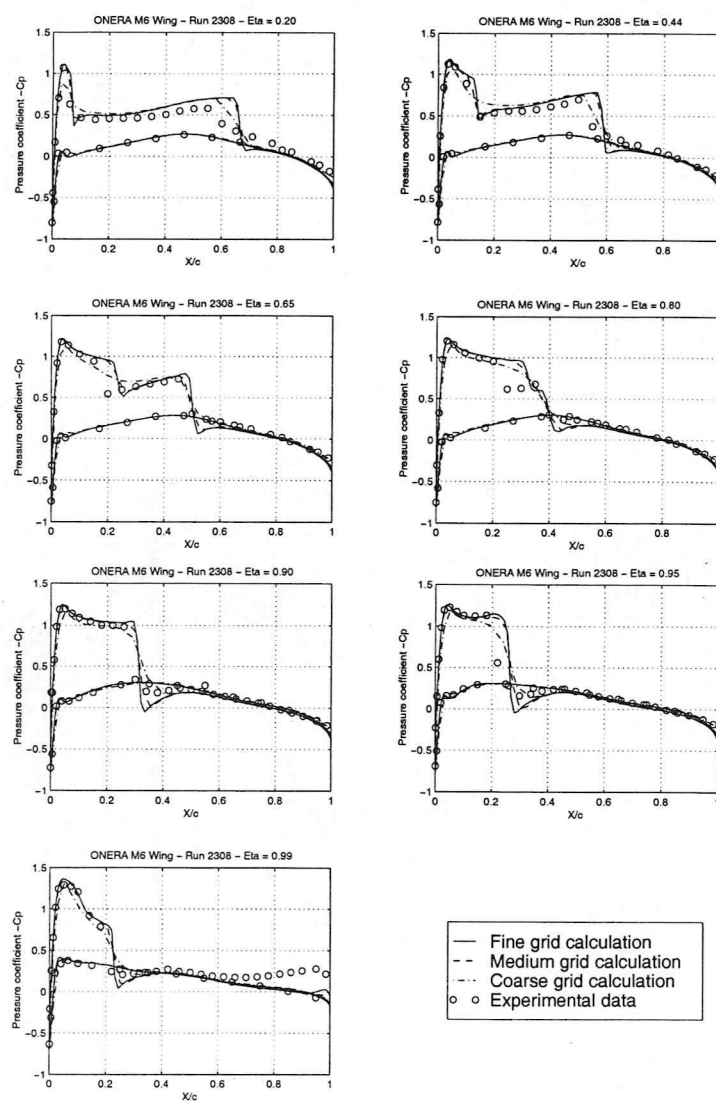 ONERA M6 Wing − Run 2308 − Eta = 0.20
Pressure coefficient −Cp
1.5
1
0.5
0
−0.5
−1
0 0.2 0.4 0.6 0.8 1
X/c
ONERA M6 Wing − Run 2308 − Eta = 0.44
Pressure coefficient −Cp
1.5
1
0.5
0
−0.5
−1
0 0.2 0.4 0.6 0.8 1
X/c
ONERA M6 Wing − Run 2308 − Eta = 0.65
Pressure coefficient −Cp
1.5
1
0.5
0
−0.5
−1
0 0.2 0.4 0.6 0.8 1
X/c
ONERA M6 Wing − Run 2308 − Eta = 0.80
Pressure coefficient −Cp
1.5
1
0.5
0
−0.5
−1
0 0.2 0.4 0.6 0.8 1
X/c
ONERA M6 Wing − Run 2308 − Eta = 0.90
Pressure coefficient −Cp
1.5
1
0.5
0
−0.5
−1
0 0.2 0.4 0.6 0.8 1
X/c
ONERA M6 Wing − Run 2308 − Eta = 0.95
Pressure coefficient −Cp
1.5
1
0.5
0
−0.5
−1
0 0.2 0.4 0.6 0.8 1
X/c
ONERA M6 Wing − Run 2308 − Eta = 0.99
Pressure coefficient −Cp
1.5
1
0.5
0
−0.5
−1
0 0.2 0.4 0.6 0.8 1
X/c
Fine grid calculation
Medium grid calculation
Coarse grid calculation
Experimental data